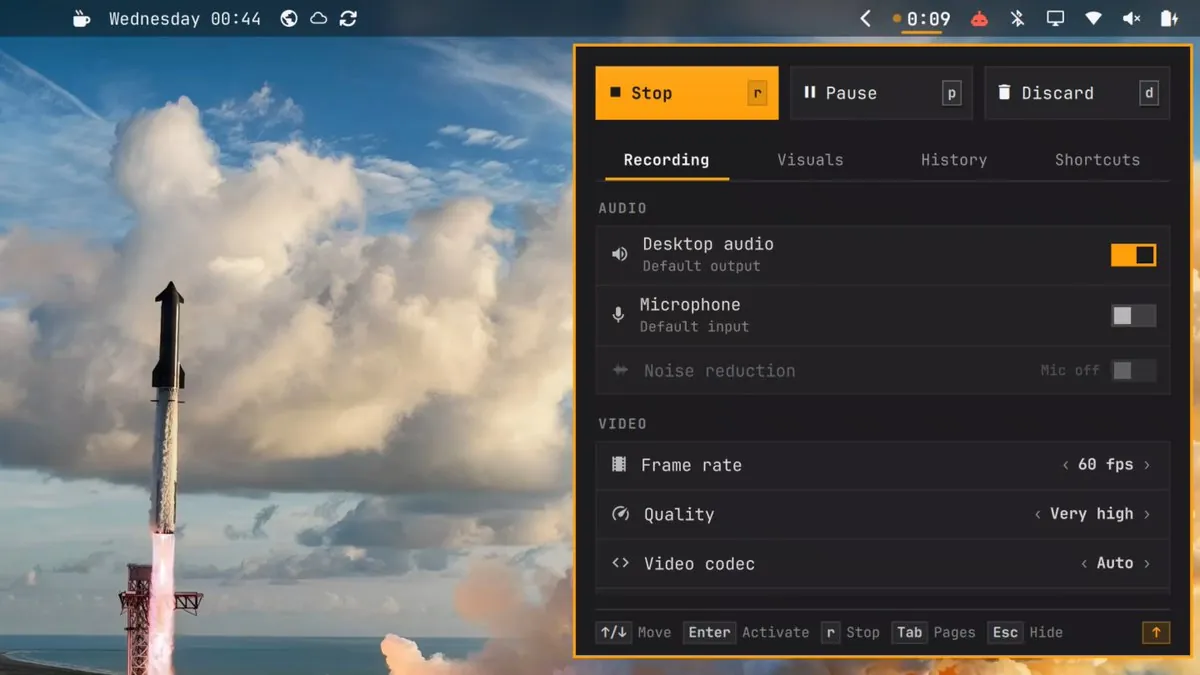 Wednesday 00:44
0:09
Stop r
Pause p
Discard d
Recording Visuals History Shortcuts
AUDIO
Desktop audio
Default output
Microphone
Default input
Noise reduction Mic off
VIDEO
Frame rate ‹ 60 fps ›
Quality ‹ Very high ›
Video codec ‹ Auto ›
↑/↓ Move Enter Activate r Stop Tab Pages Esc Hide ↑